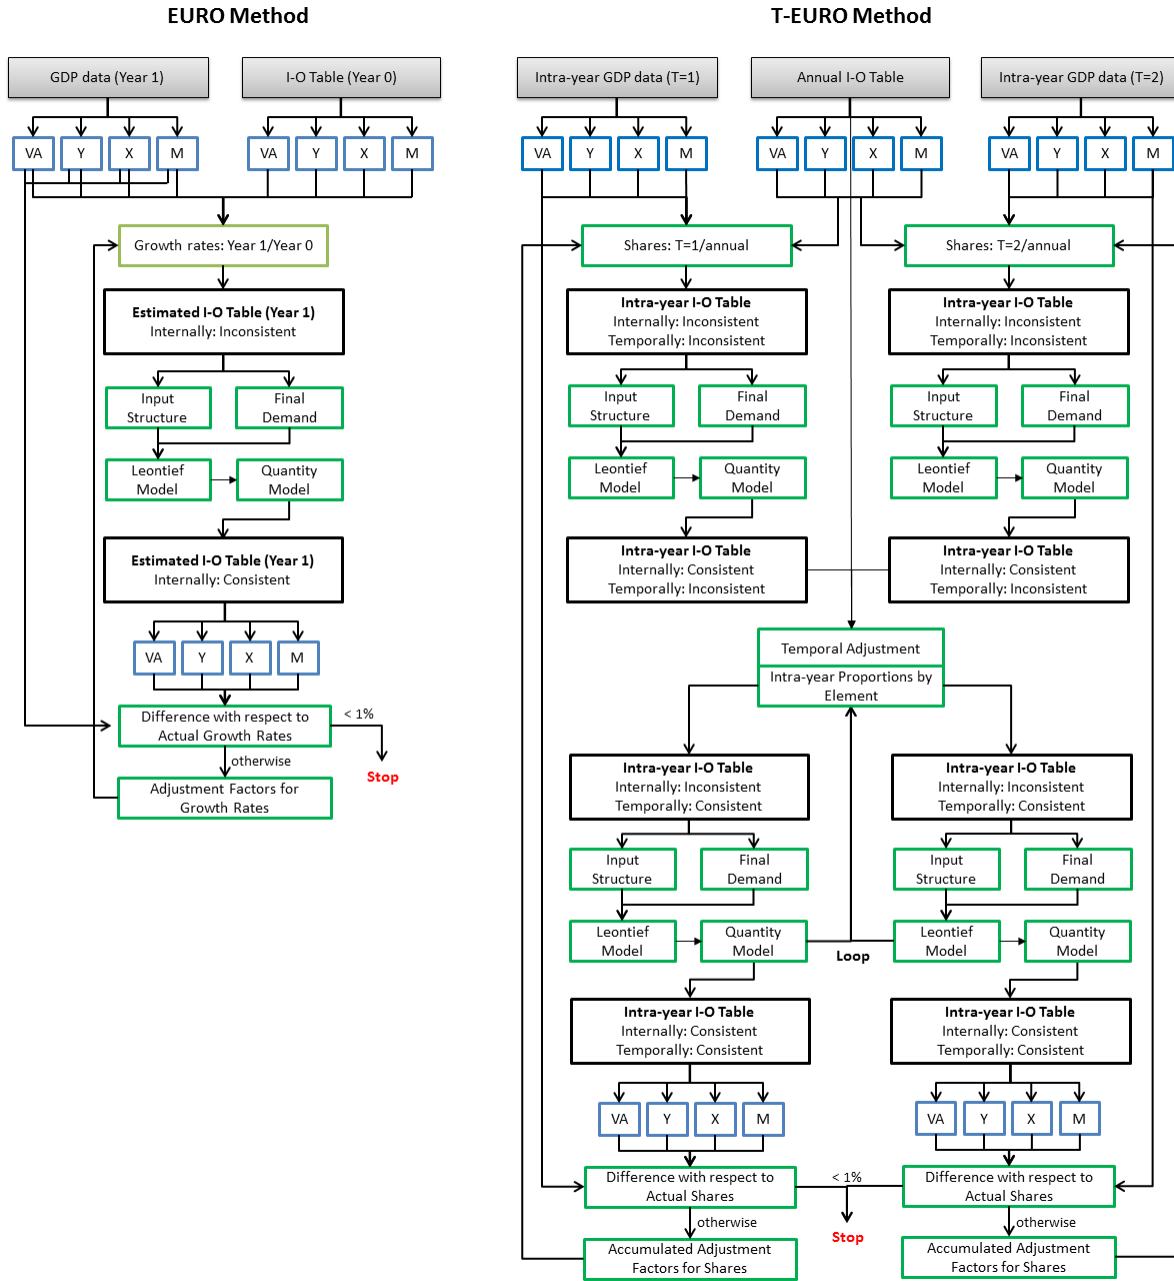 EURO Method
GDP data (Year 1)
I-O Table (Year 0)
VA
Y
X
M
VA
Y
X
M
Growth rates: Year 1/Year 0
Estimated I-O Table (Year 1)
Internally: Inconsistent
Input
Structure
Final
Demand
Leontief
Model
Quantity
Model
Estimated I-O Table (Year 1)
Internally: Consistent
VA
Y
X
M
Difference with respect to
Actual Growth Rates
< 1%
Stop
otherwise
Adjustment Factors for
Growth Rates
T-EURO Method
Intra-year GDP data (T=1)
Annual I-O Table
Intra-year GDP data (T=2)
VA
Y
X
M
VA
Y
X
M
VA
Y
X
M
Shares: T=1/annual
Shares: T=2/annual
Intra-year I-O Table
Internally: Inconsistent
Temporally: Inconsistent
Intra-year I-O Table
Internally: Inconsistent
Temporally: Inconsistent
Input
Structure
Final
Demand
Input
Structure
Final
Demand
Leontief
Model
Quantity
Model
Leontief
Model
Quantity
Model
Intra-year I-O Table
Internally: Consistent
Temporally: Inconsistent
Intra-year I-O Table
Internally: Consistent
Temporally: Inconsistent
Temporal Adjustment
Intra-year Proportions by
Element
Intra-year I-O Table
Internally: Inconsistent
Temporally: Consistent
Intra-year I-O Table
Internally: Inconsistent
Temporally: Consistent
Input
Structure
Final
Demand
Input
Structure
Final
Demand
Leontief
Model
Quantity
Model
Loop
Leontief
Model
Quantity
Model
Intra-year I-O Table
Internally: Consistent
Temporally: Consistent
Intra-year I-O Table
Internally: Consistent
Temporally: Consistent
VA
Y
X
M
VA
Y
X
M
Difference with respect to
Actual Shares
< 1%
Stop
Difference with respect to
Actual Shares
otherwise
otherwise
Accumulated Adjustment
Factors for Shares
Accumulated Adjustment
Factors for Shares